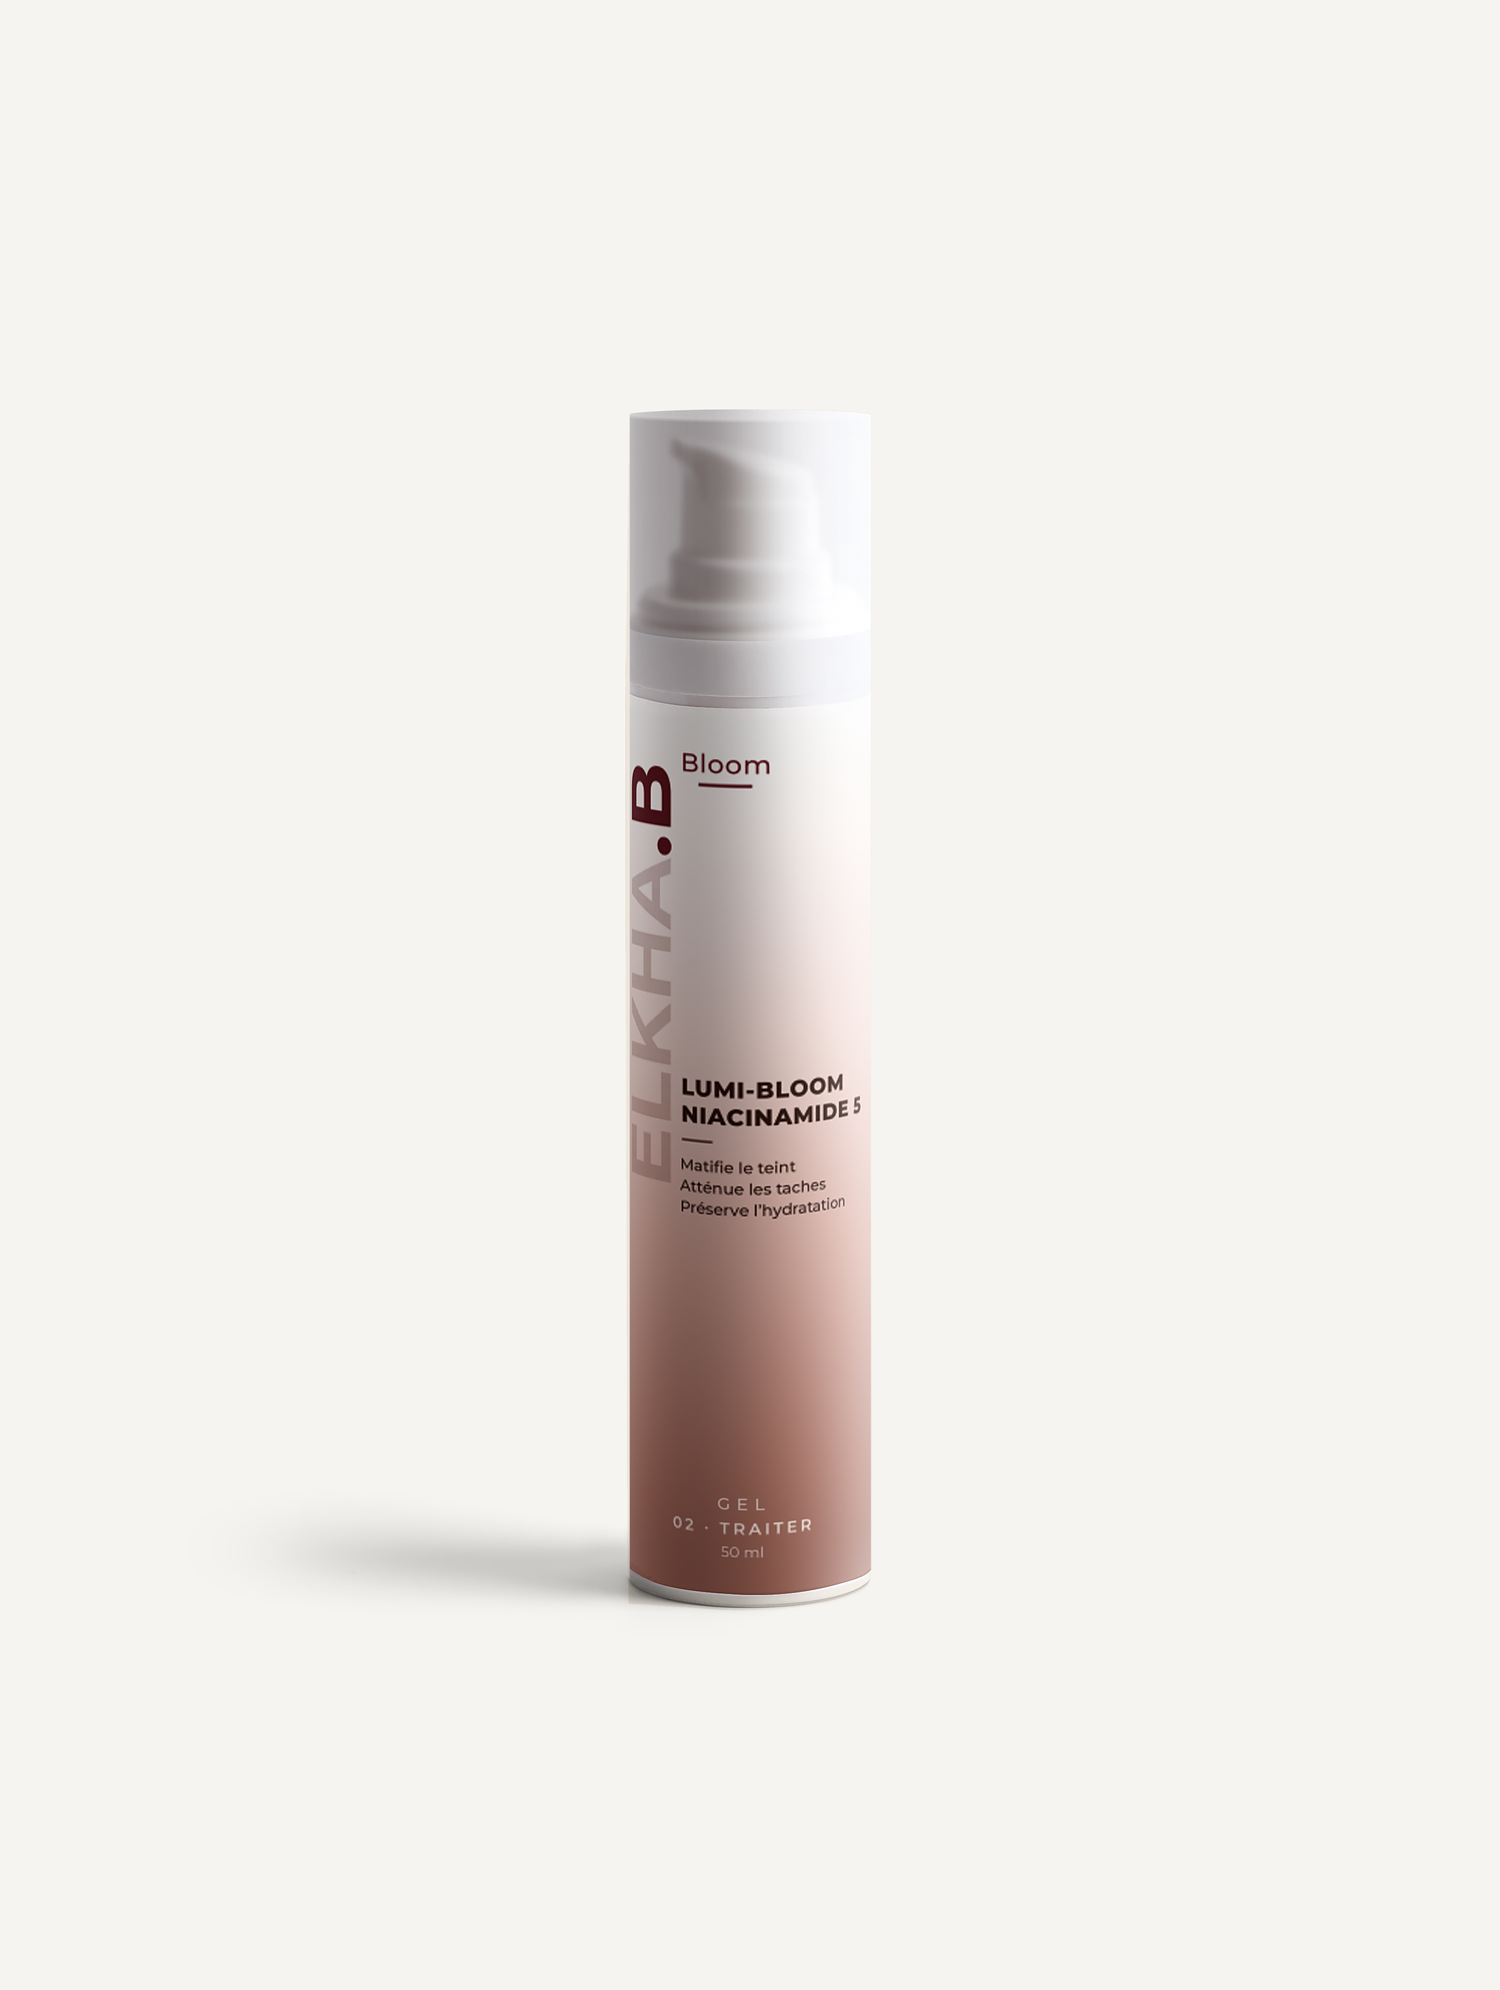 Bloom
ELKHA.B
LUMI-BLOOM
NIACINAMIDE 5
Matifie le teint
Atténue les taches
Préserve l'hydratation
GEL
02 · TRAITER
50 ml